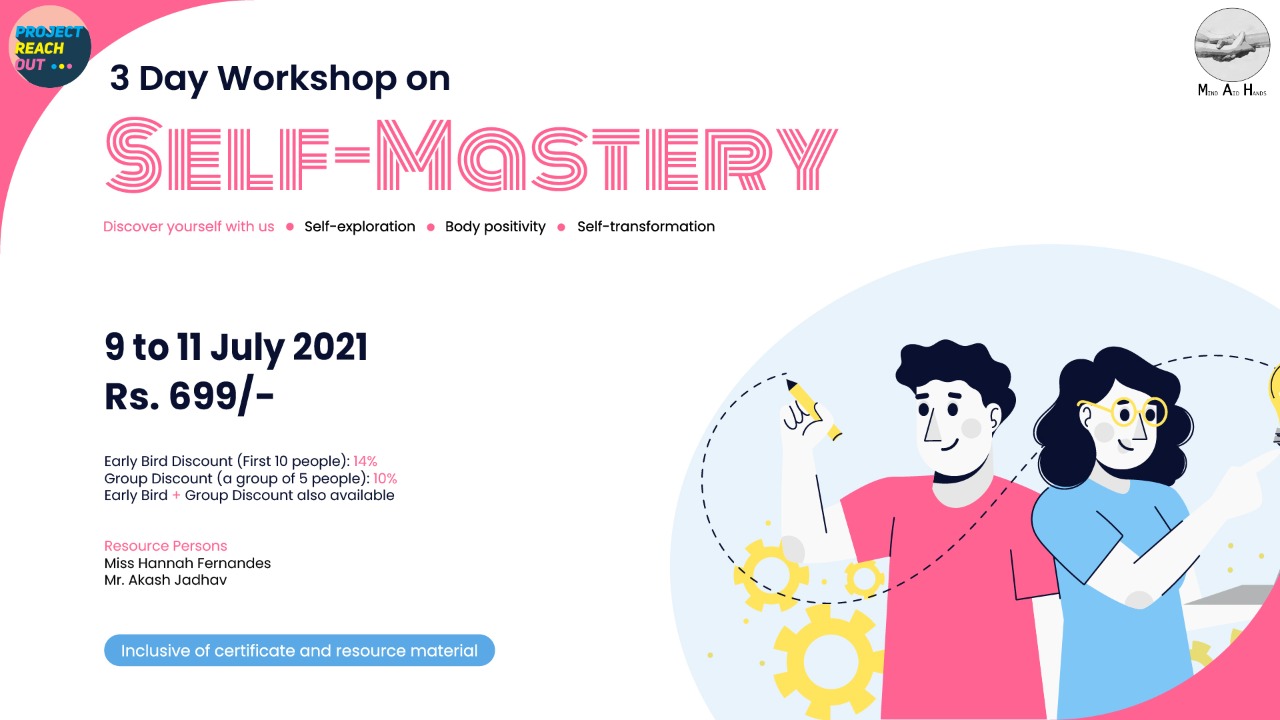 PROJECT
REACH
OUT
MIND AID HANDS
3 Day Workshop on
SELF-MASTERY
Discover yourself with us • Self-exploration • Body positivity • Self-transformation
9 to 11 July 2021
Rs. 699/-
Early Bird Discount (First 10 people): 14%
Group Discount (a group of 5 people): 10%
Early Bird + Group Discount also available
Resource Persons
Miss Hannah Fernandes
Mr. Akash Jadhav
Inclusive of certificate and resource material